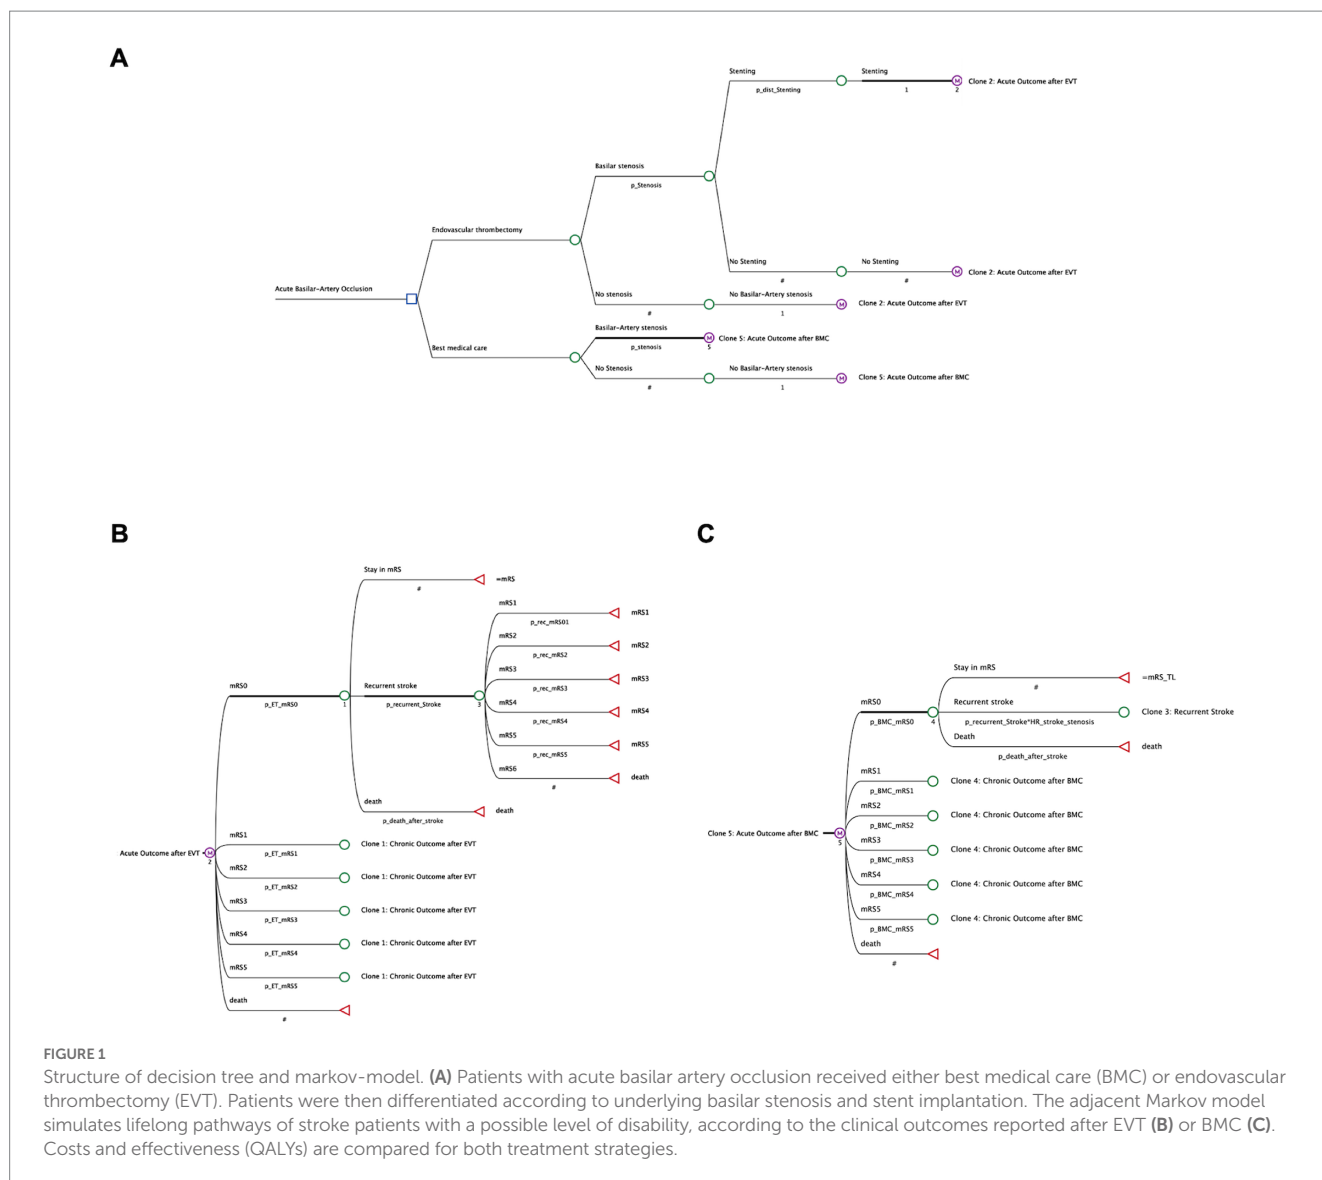 A
Stenting
p_dist_Stenting
Stenting
1
M
2
Clone 2: Acute Outcome after EVT
Basilar stenosis
p_Stenosis
Endovascular thrombectomy
No Stenting
#
No Stenting
#
M
Clone 2: Acute Outcome after EVT
Acute Basilar-Artery Occlusion
No stenosis
#
No Basilar-Artery stenosis
1
M
Clone 2: Acute Outcome after EVT
Best medical care
Basilar-Artery stenosis
p_stenosis
M
5
Clone 5: Acute Outcome after BMC
No Stenosis
#
No Basilar-Artery stenosis
1
M
Clone 5: Acute Outcome after BMC
B
Stay in mRS
#
=mRS
mRS1
p_rec_mRS01
mRS1
mRS2
p_rec_mRS2
mRS2
mRS3
p_rec_mRS3
mRS3
mRS0
p_ET_mRS0
1
Recurrent stroke
p_recurrent_Stroke
3
mRS4
p_rec_mRS4
mRS4
mRS5
p_rec_mRS5
mRS5
mRS6
#
death
death
p_death_after_stroke
death
Acute Outcome after EVT
M
2
mRS1
p_ET_mRS1
Clone 1: Chronic Outcome after EVT
mRS2
p_ET_mRS2
Clone 1: Chronic Outcome after EVT
mRS3
p_ET_mRS3
Clone 1: Chronic Outcome after EVT
mRS4
p_ET_mRS4
Clone 1: Chronic Outcome after EVT
mRS5
p_ET_mRS5
Clone 1: Chronic Outcome after EVT
death
#
C
Stay in mRS
#
=mRS_TL
mRS0
p_BMC_mRS0
4
Recurrent stroke
p_recurrent_Stroke*HR_stroke_stenosis
Clone 3: Recurrent Stroke
Death
p_death_after_stroke
death
mRS1
p_BMC_mRS1
Clone 4: Chronic Outcome after BMC
mRS2
p_BMC_mRS2
Clone 4: Chronic Outcome after BMC
Clone 5: Acute Outcome after BMC
M
5
mRS3
p_BMC_mRS3
Clone 4: Chronic Outcome after BMC
mRS4
p_BMC_mRS4
Clone 4: Chronic Outcome after BMC
mRS5
p_BMC_mRS5
Clone 4: Chronic Outcome after BMC
death
#
FIGURE 1
Structure of decision tree and markov-model. (A) Patients with acute basilar artery occlusion received either best medical care (BMC) or endovascular
thrombectomy (EVT). Patients were then differentiated according to underlying basilar stenosis and stent implantation. The adjacent Markov model
simulates lifelong pathways of stroke patients with a possible level of disability, according to the clinical outcomes reported after EVT (B) or BMC (C).
Costs and effectiveness (QALYs) are compared for both treatment strategies.